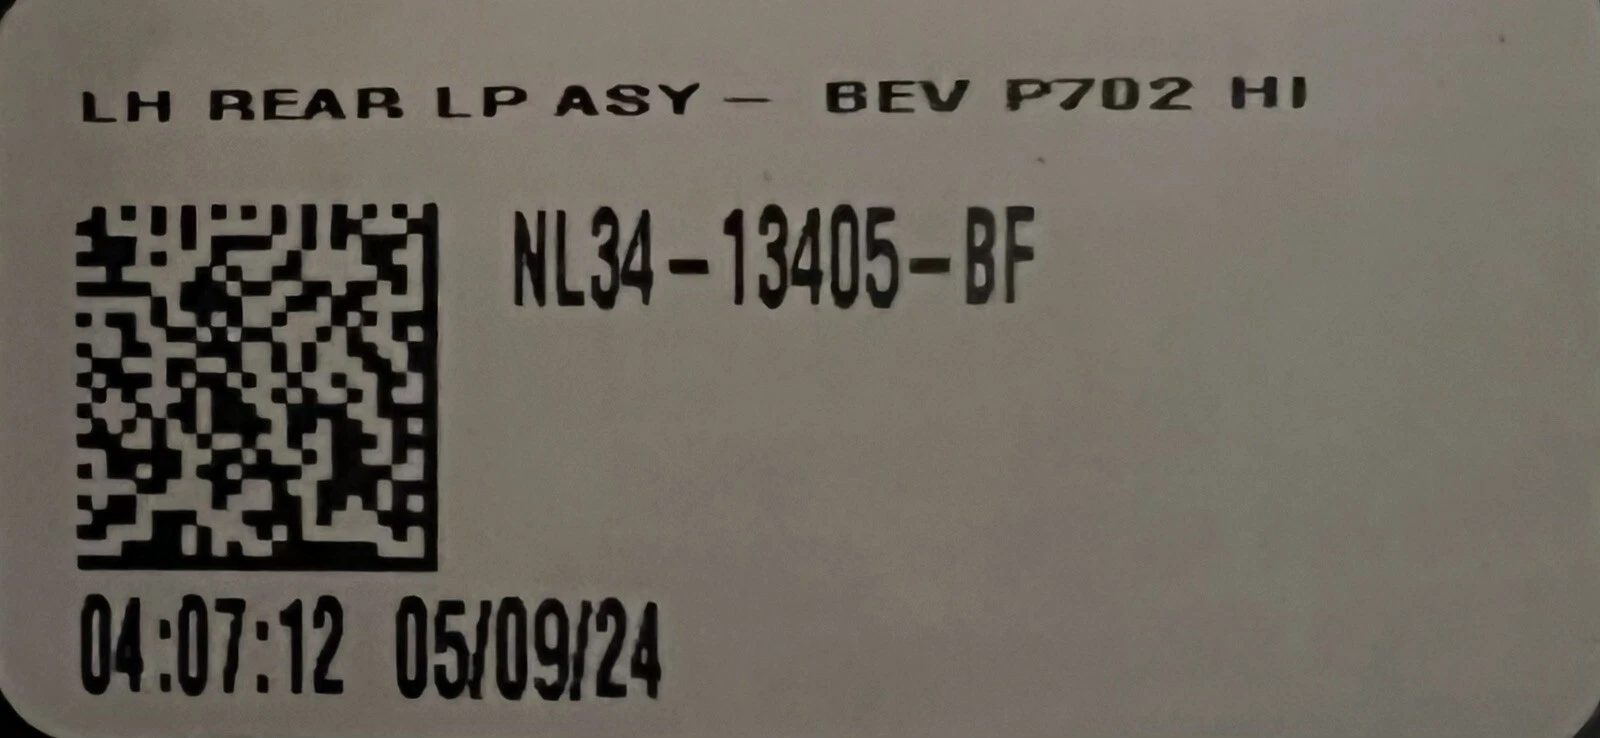 LH REAR LP ASY - BEV P702 HI
NL34-13405-BF
04:07:12 05/09/24